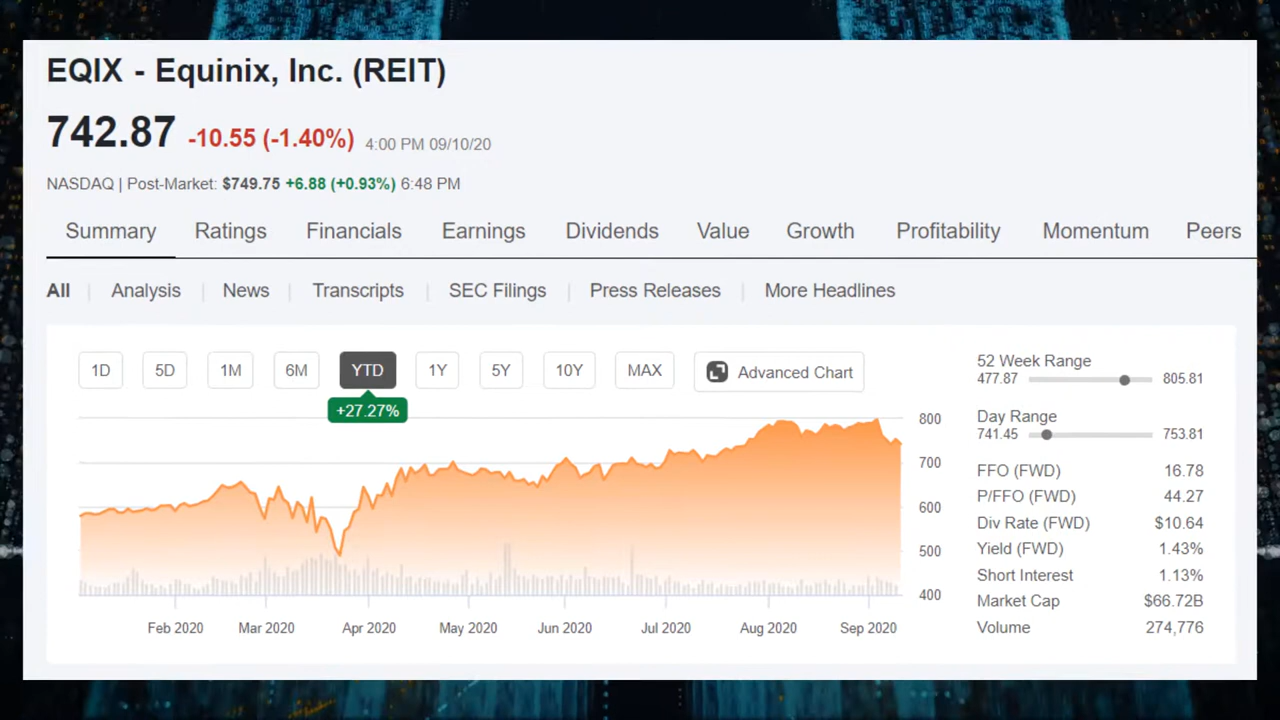 EQIX - Equinix, Inc. (REIT)
742.87 -10.55 (-1.40%) 4:00 PM 09/10/20
NASDAQ | Post-Market: $749.75 +6.88 (+0.93%) 6:48 PM
Summary Ratings Financials Earnings Dividends Value Growth Profitability Momentum Peers
All | Analysis | News | Transcripts | SEC Filings | Press Releases | More Headlines
1D 5D 1M 6M YTD 1Y 5Y 10Y MAX Advanced Chart
+27.27%
800
700
600
500
400
Feb 2020 Mar 2020 Apr 2020 May 2020 Jun 2020 Jul 2020 Aug 2020 Sep 2020
52 Week Range
477.87 805.81
Day Range
741.45 753.81
FFO (FWD) 16.78
P/FFO (FWD) 44.27
Div Rate (FWD) $10.64
Yield (FWD) 1.43%
Short Interest 1.13%
Market Cap $66.72B
Volume 274,776